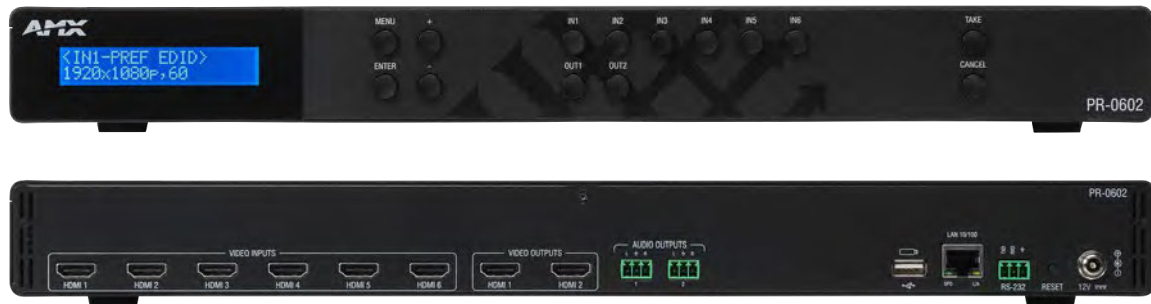 AMX
<IN1-PREF EDID>
1920x1080p,60
MENU + IN1 IN2 IN3 IN4 IN5 IN6 TAKE
ENTER - OUT1 OUT2 CANCEL
PR-0602
PR-0602
VIDEO INPUTS VIDEO OUTPUTS AUDIO OUTPUTS LAN 10/100
HDMI 1 HDMI 2 HDMI 3 HDMI 4 HDMI 5 HDMI 6 HDMI 1 HDMI 2 1 2 RS-232 RESET 12V